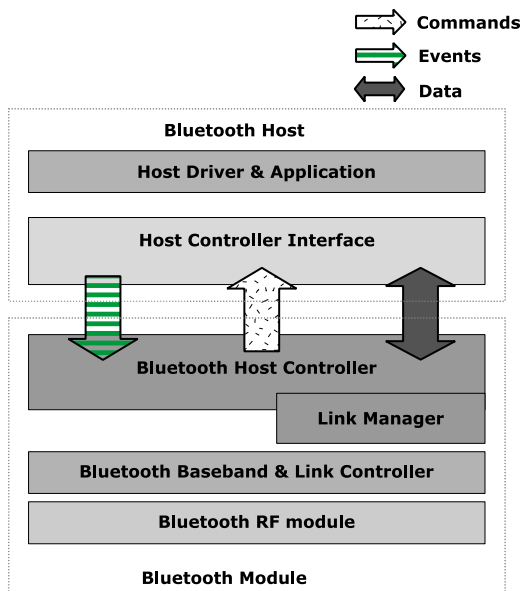 Commands
Events
Data
Bluetooth Host
Host Driver & Application
Host Controller Interface
Bluetooth Host Controller
Link Manager
Bluetooth Baseband & Link Controller
Bluetooth RF module
Bluetooth Module